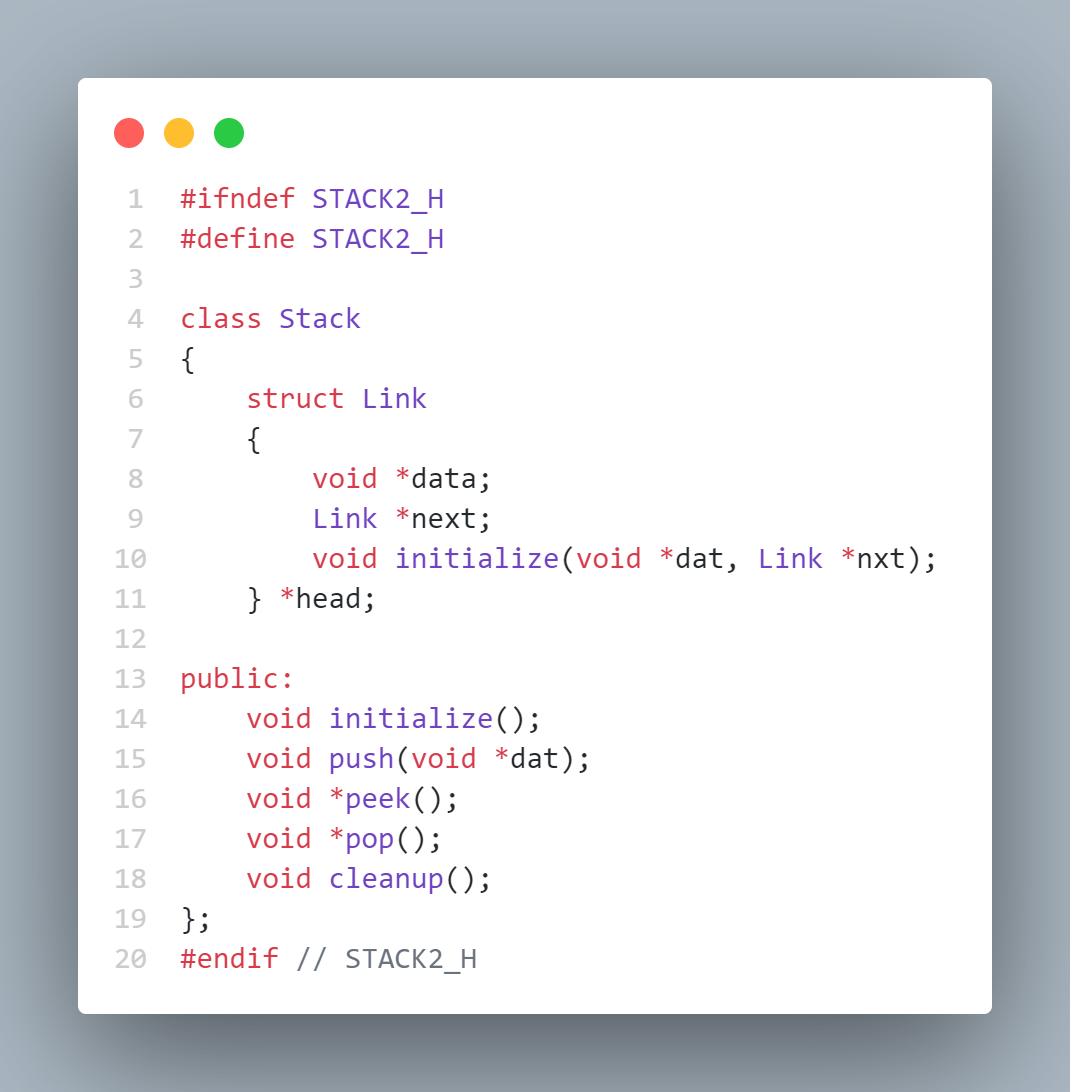 1 #ifndef STACK2_H
2 #define STACK2_H
3
4 class Stack
5 {
6     struct Link
7     {
8         void *data;
9         Link *next;
10         void initialize(void *dat, Link *nxt);
11     } *head;
12
13 public:
14     void initialize();
15     void push(void *dat);
16     void *peek();
17     void *pop();
18     void cleanup();
19 };
20 #endif // STACK2_H